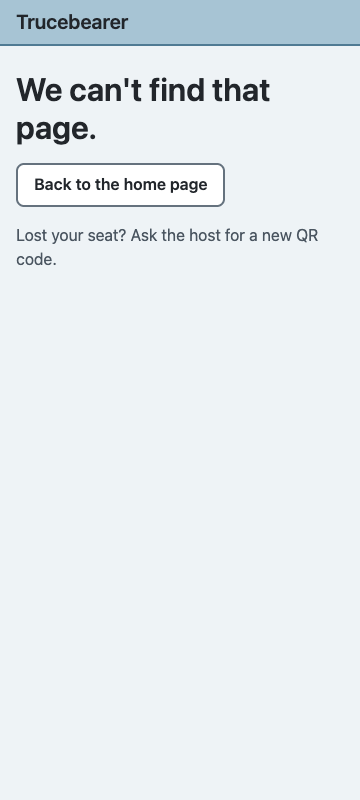 Trucebearer
We can't find that
page.
Back to the home page
Lost your seat? Ask the host for a new QR
code.